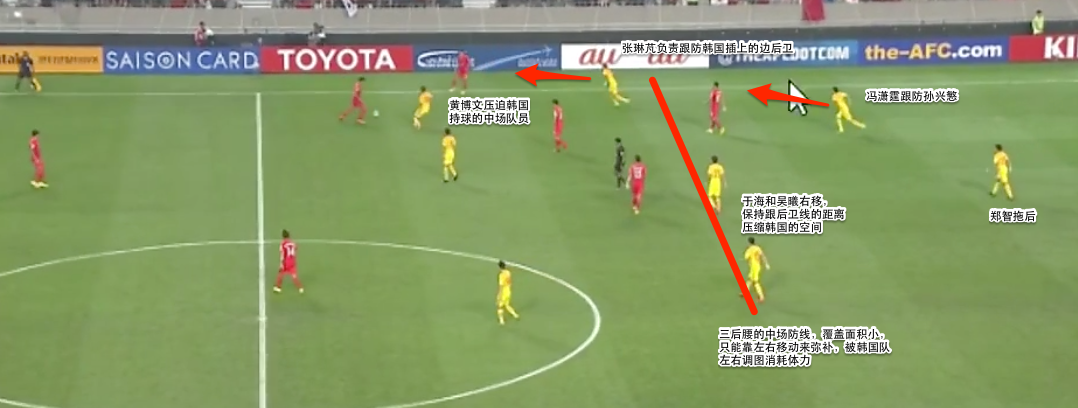 张琳芃负责跟防韩国插上的边后卫
SAISON CARD
TOYOTA
au
the-AFC.com
KI
冯潇霆跟防孙兴慜
黄博文压迫韩国
持球的中场队员
于海和吴曦右移，
保持跟后卫线的距离
压缩韩国的空间
郑智拖后
14
三后腰的中场防线，覆盖面积小，
只能靠左右移动来弥补，被韩国队
左右调图消耗体力